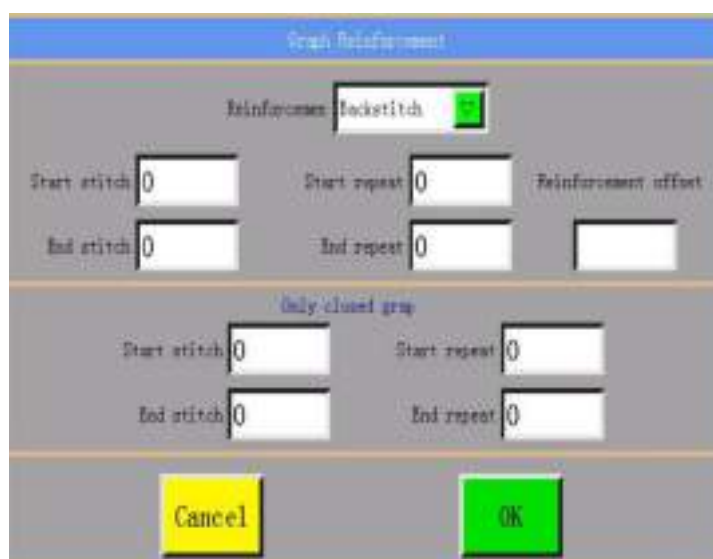 Graph Reinforcement
Reinforcemen Backstitch
Start stitch 0 Start repeat 0 Reinforcement offset
End stitch 0 End repeat 0
Only closed grap
Start stitch 0 Start repeat 0
End stitch 0 End repeat 0
Cancel OK